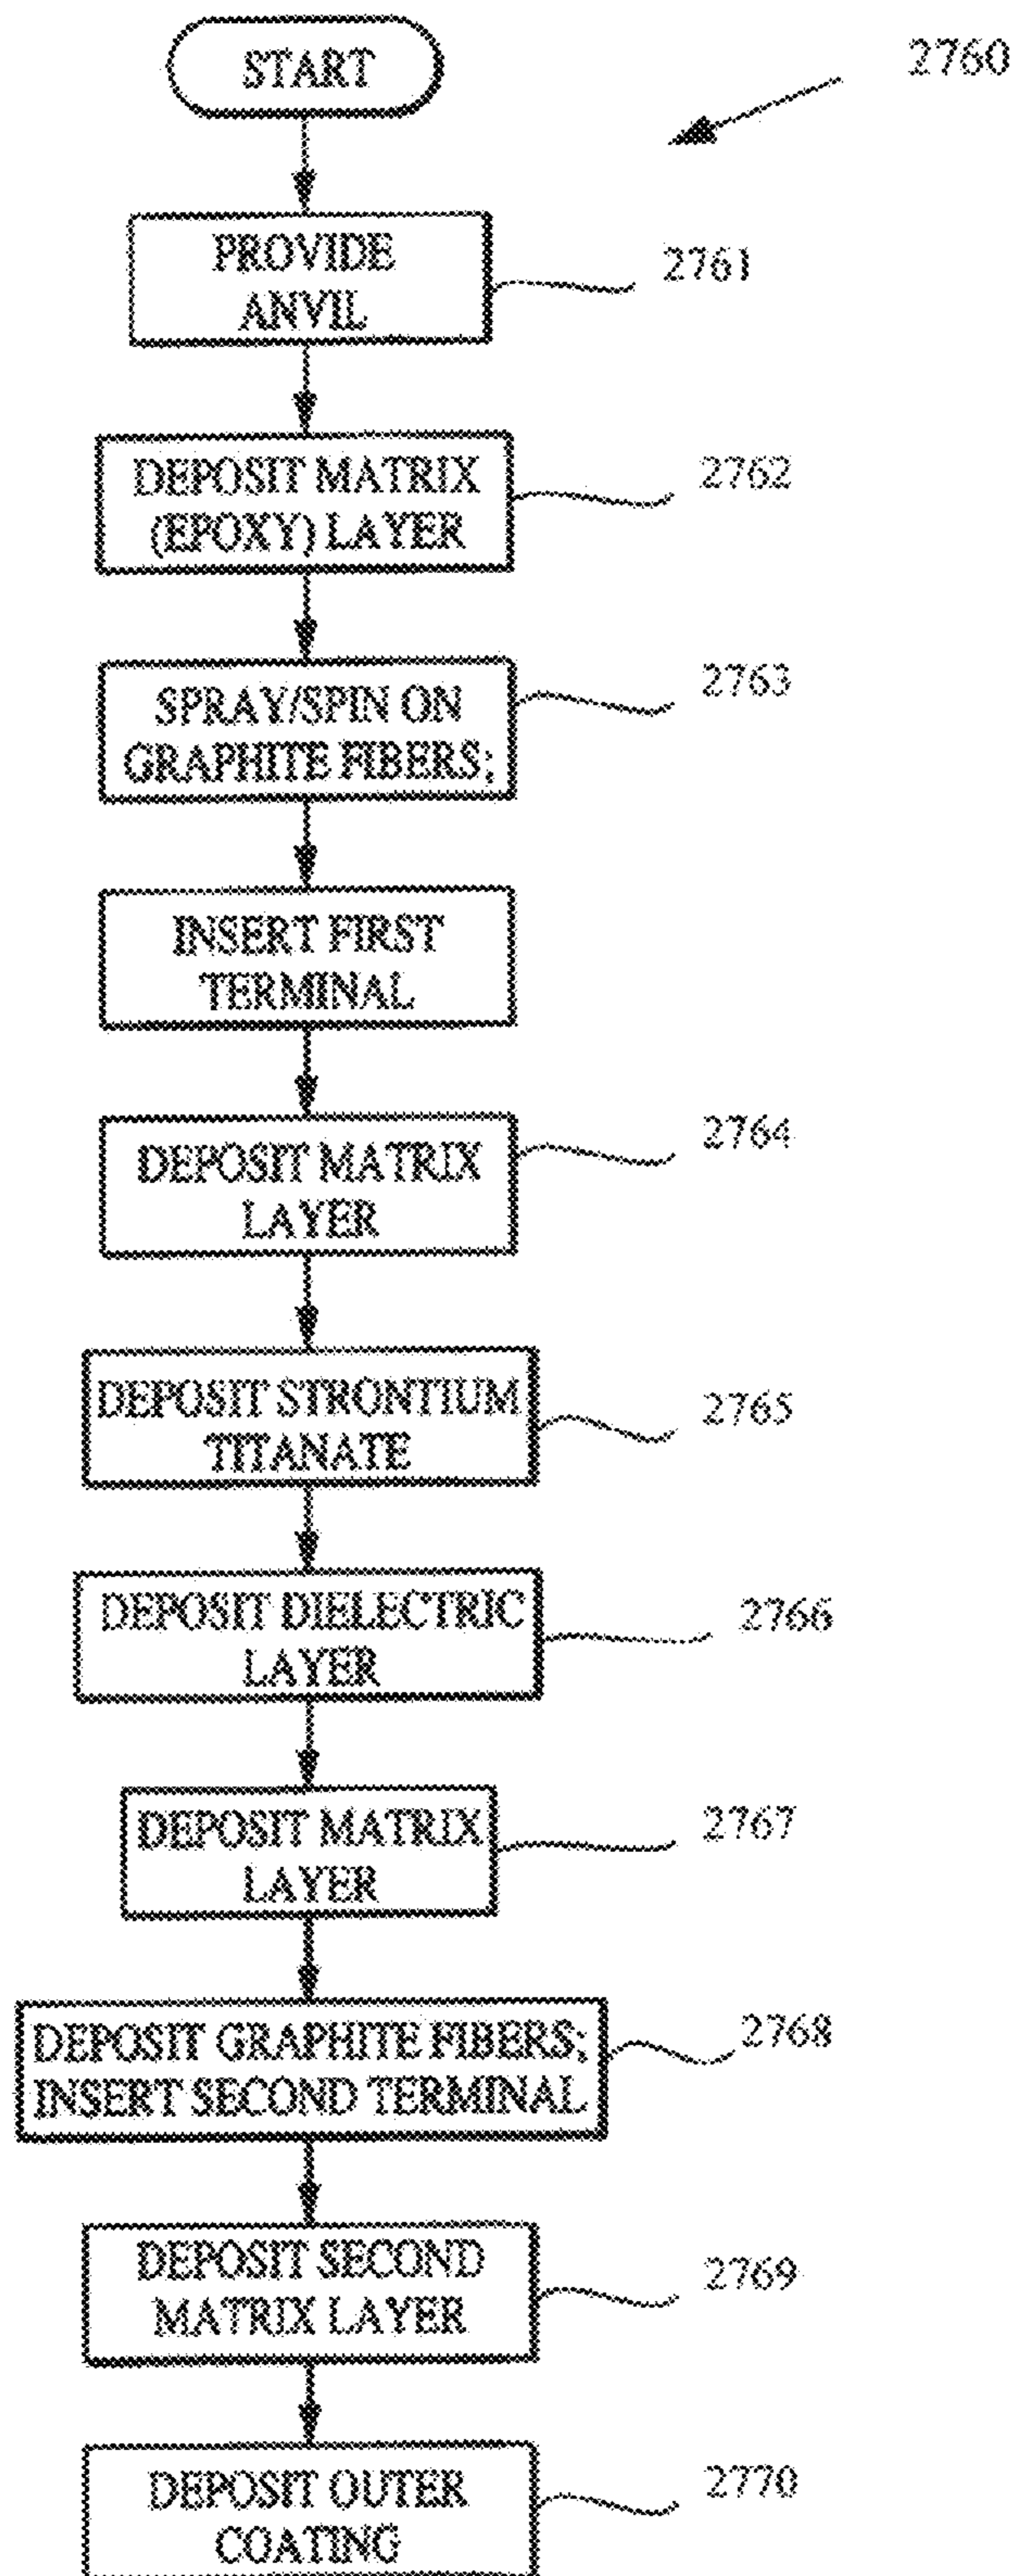 START
2760
PROVIDE
ANVIL
2761
DEPOSIT MATRIX
(EPOXY) LAYER
2762
SPRAY/SPIN ON
GRAPHITE FIBERS;
2763
INSERT FIRST
TERMINAL
DEPOSIT MATRIX
LAYER
2764
DEPOSIT STRONTIUM
TITANATE
2765
DEPOSIT DIELECTRIC
LAYER
2766
DEPOSIT MATRIX
LAYER
2767
DEPOSIT GRAPHITE FIBERS;
INSERT SECOND TERMINAL
2768
DEPOSIT SECOND
MATRIX LAYER
2769
DEPOSIT OUTER
COATING
2770